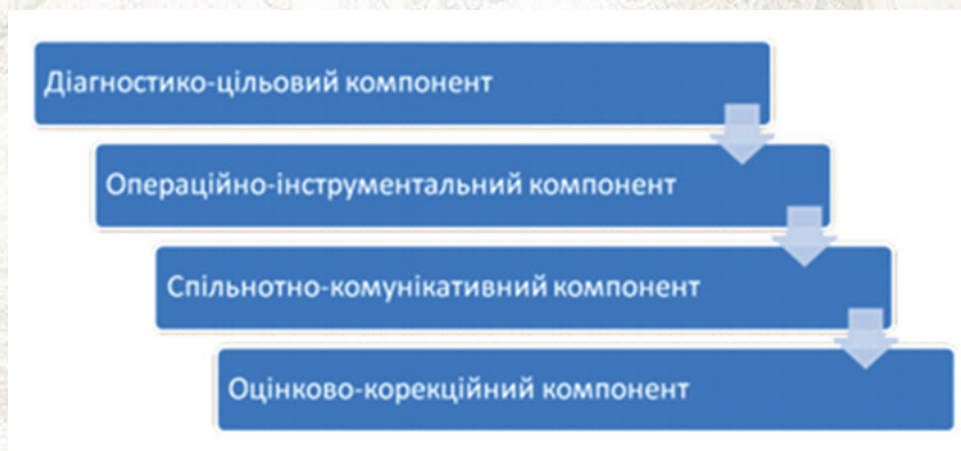 Діагностико-цільовий компонент
Операційно-інструментальний компонент
Спільнотно-комунікативний компонент
Оцінково-корекційний компонент